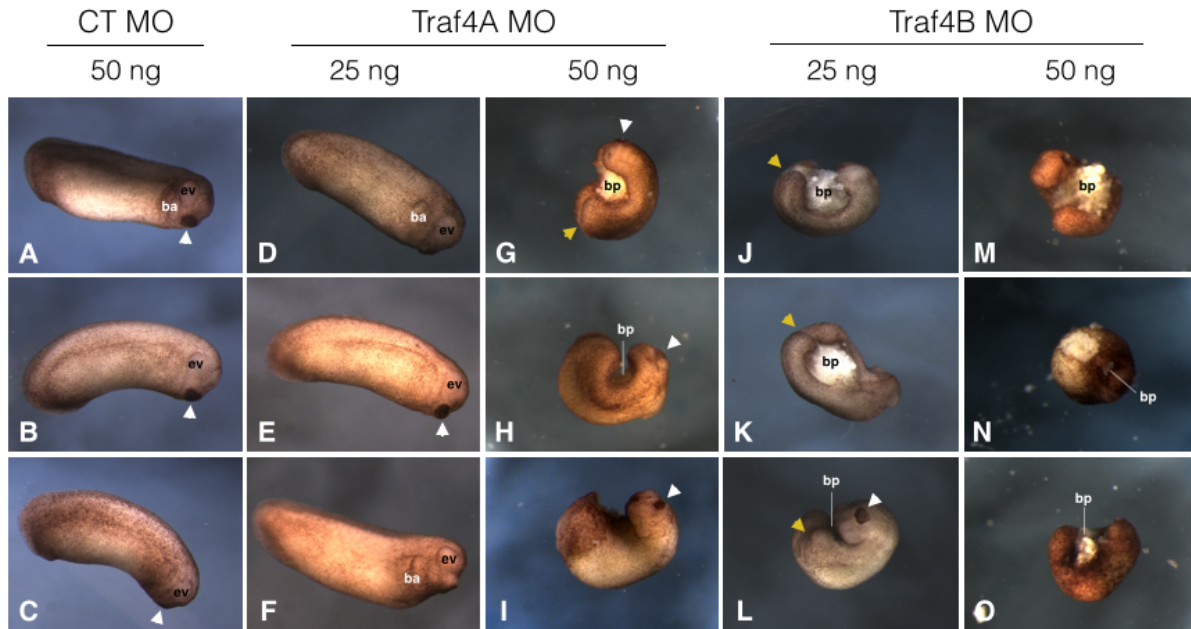 CT MO Traf4A MO Traf4B MO
50 ng 25 ng 50 ng 25 ng 50 ng
ev
ba
A
ba
ev
D
bp
G
bp
J
bp
M
ev
B
ev
E
bp
H
bp
K
bp
N
ev
C
ev
ba
F
I
bp
L
bp
O